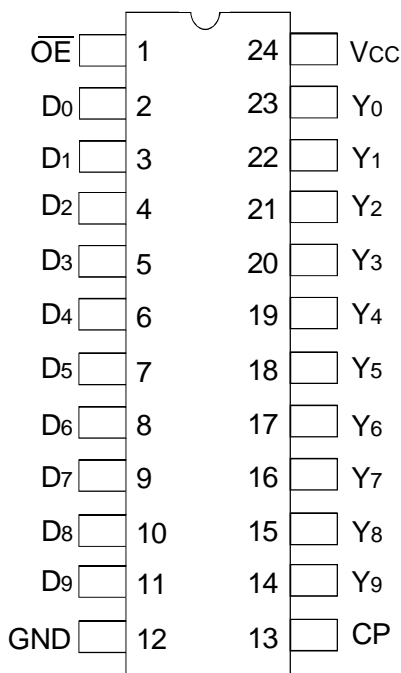 O̅E̅ 1 24 VCC
D0 2 23 Y0
D1 3 22 Y1
D2 4 21 Y2
D3 5 20 Y3
D4 6 19 Y4
D5 7 18 Y5
D6 8 17 Y6
D7 9 16 Y7
D8 10 15 Y8
D9 11 14 Y9
GND 12 13 CP